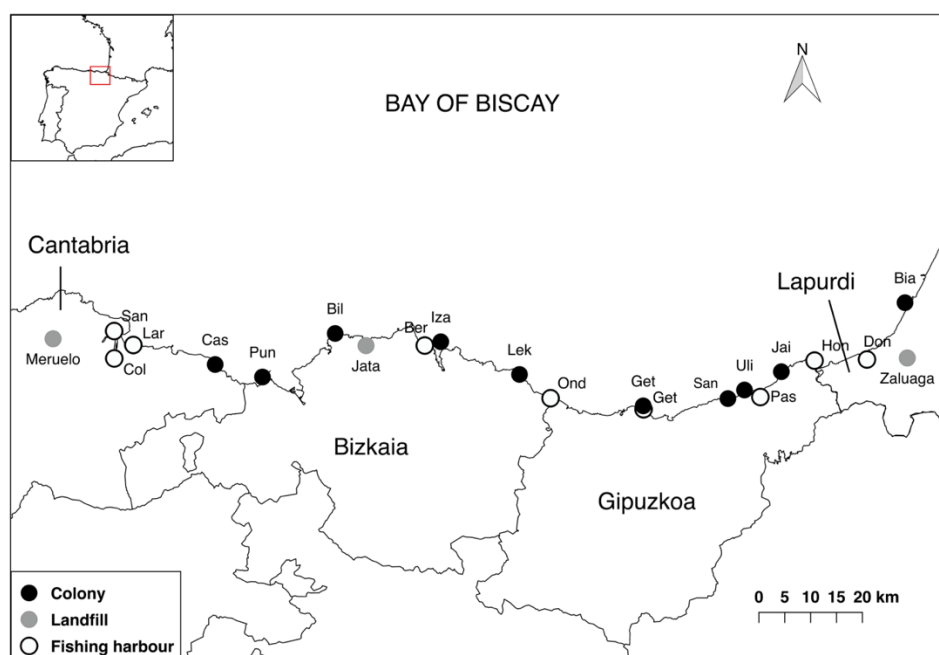 N
BAY OF BISCAY
Cantabria
Lapurdi
Bia
San
Bil
Lar
Ber
Iza
Hon
Don
Meruelo
Col
Cas
Pun
Jata
Lek
Uli
Jai
Zaluaga
Ond
Get
Get
San
Pas
Bizkaia
Gipuzkoa
Colony
Landfill
Fishing harbour
0 5 10 15 20 km